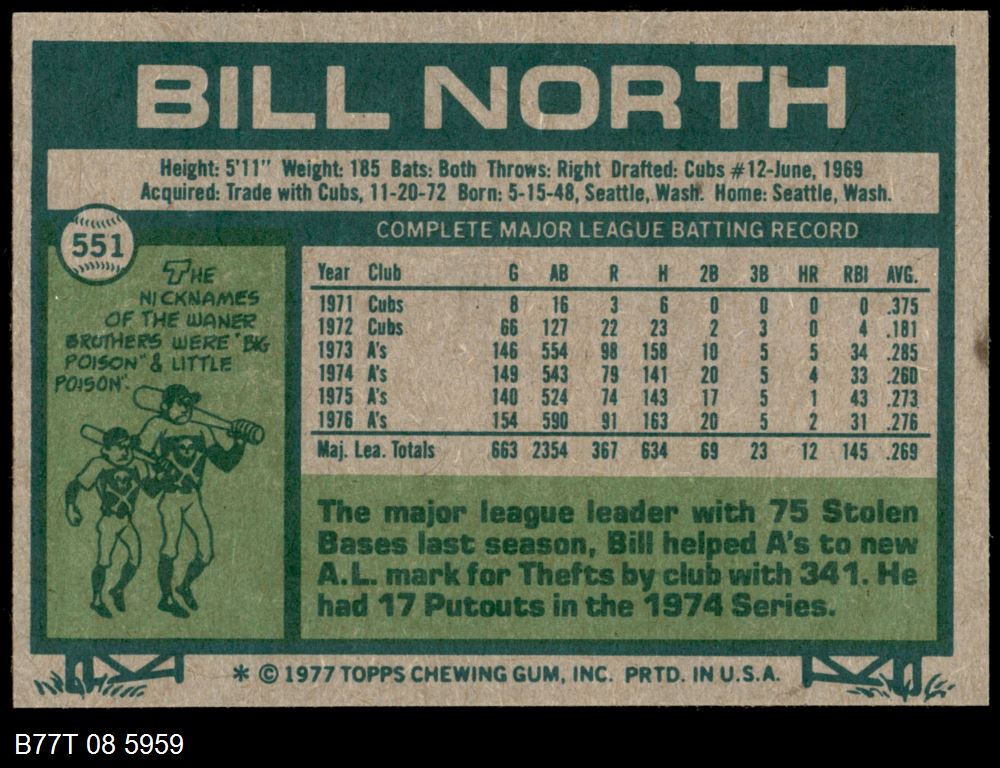 BILL NORTH
Height: 5'11" Weight: 185 Bats: Both Throws: Right Drafted: Cubs #12-June, 1969
Acquired: Trade with Cubs, 11-20-72 Born: 5-15-48, Seattle, Wash. Home: Seattle, Wash.
551
THE
NICKNAMES
OF THE WANER
BROTHERS WERE "BIG
POISON" & LITTLE
POISON".
COMPLETE MAJOR LEAGUE BATTING RECORD
Year Club G AB R H 2B 3B HR RBI AVG.
1971 Cubs 8 16 3 6 0 0 0 0 .375
1972 Cubs 66 127 22 23 2 3 0 4 .181
1973 A's 146 554 98 158 10 5 5 34 .285
1974 A's 149 543 79 141 20 5 4 33 .260
1975 A's 140 524 74 143 17 5 1 43 .273
1976 A's 154 590 91 163 20 5 2 31 .276
Maj. Lea. Totals 663 2354 367 634 69 23 12 145 .269
The major league leader with 75 Stolen
Bases last season, Bill helped A's to new
A.L. mark for Thefts by club with 341. He
had 17 Putouts in the 1974 Series.
* © 1977 TOPPS CHEWING GUM, INC. PRTD. IN U.S.A.
B77T 08 5959